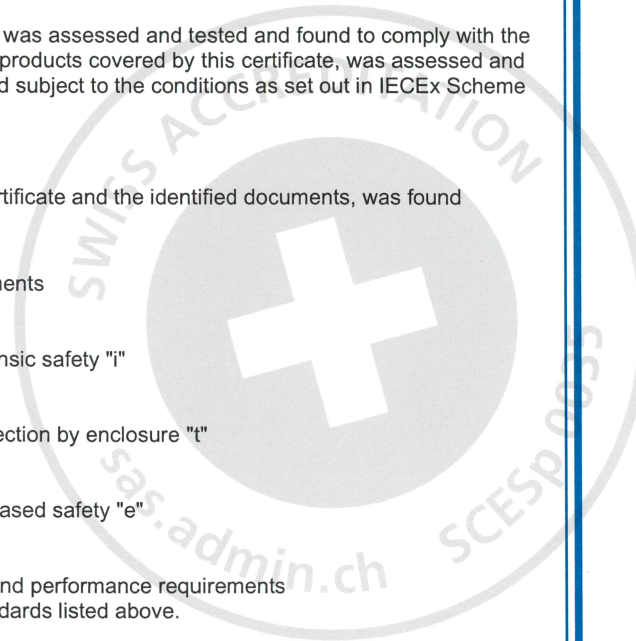 was assessed and tested and found to comply with the
products covered by this certificate, was assessed and
d subject to the conditions as set out in IECEx Scheme
rtificate and the identified documents, was found
nents
nsic safety "i"
ection by enclosure "t"
ased safety "e"
nd performance requirements
dards listed above.
SWISS ACCREDITATION
sas.admin.ch
SCESp 0035